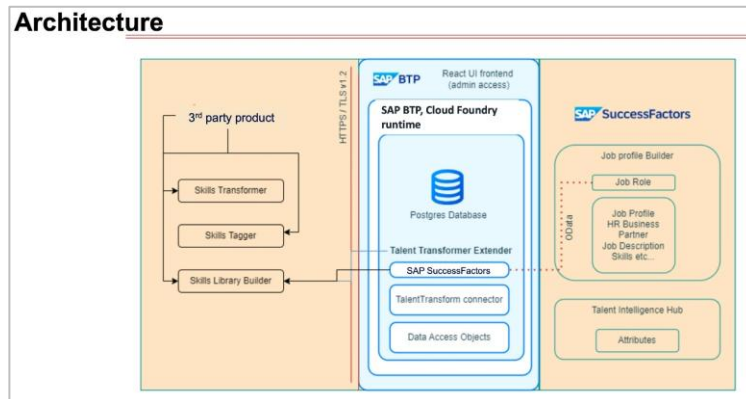 Architecture
3rd party product
Skills Transformer
Skills Tagger
Skills Library Builder
HTTPS / TLS v1.2
SAP BTP
React UI frontend
(admin access)
SAP BTP, Cloud Foundry
runtime
Postgres Database
Talent Transformer Extender
SAP SuccessFactors
TalentTransform connector
Data Access Objects
OData
SAP SuccessFactors
Job profile Builder
Job Role
Job Profile
HR Business
Partner
Job Description
Skills etc...
Talent Intelligence Hub
Attributes